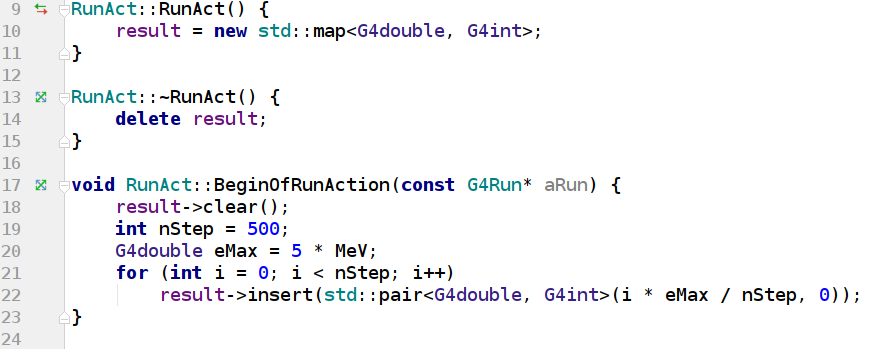 9 RunAct::RunAct() {
10     result = new std::map<G4double, G4int>;
11 }
12
13 RunAct::~RunAct() {
14     delete result;
15 }
16
17 void RunAct::BeginOfRunAction(const G4Run* aRun) {
18     result->clear();
19     int nStep = 500;
20     G4double eMax = 5 * MeV;
21     for (int i = 0; i < nStep; i++)
22         result->insert(std::pair<G4double, G4int>(i * eMax / nStep, 0));
23 }
24